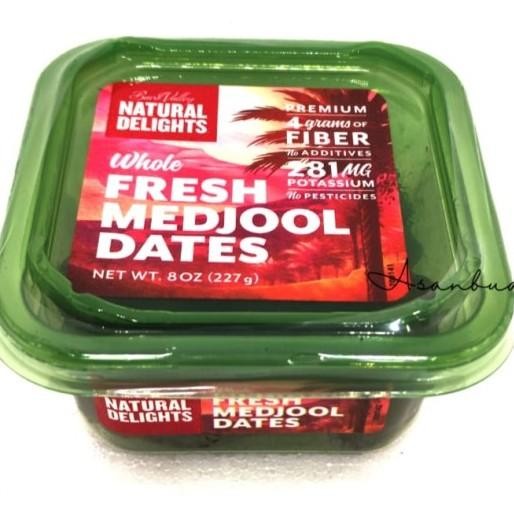 Bard Valley
NATURAL
DELIGHTS
Whole
FRESH
MEDJOOL
DATES
NET WT. 8 OZ (227g)
PREMIUM
4 grams OF
FIBER
No ADDITIVES
281MG
POTASSIUM
No PESTICIDES
Asanbua
NATURAL
DELIGHTS
FRESH
MEDJOOL
DATES